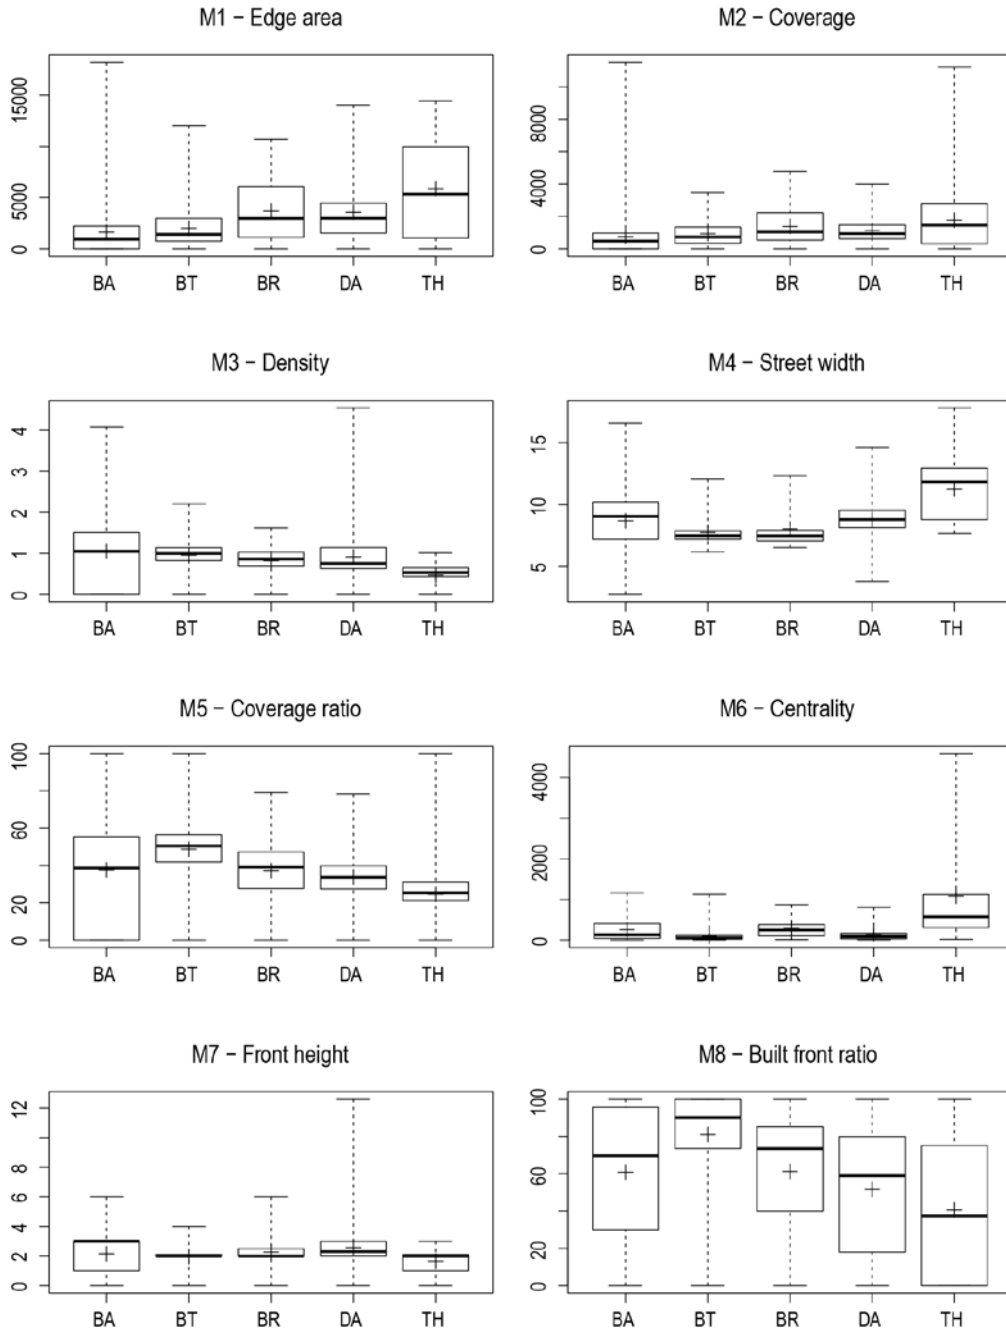 M1 – Edge area
M2 – Coverage
0 5000 15000
0 4000 8000
BA BT BR DA TH
BA BT BR DA TH
M3 – Density
M4 – Street width
0 1 2 3 4
5 10 15
BA BT BR DA TH
BA BT BR DA TH
M5 – Coverage ratio
M6 – Centrality
0 20 60 100
0 2000 4000
BA BT BR DA TH
BA BT BR DA TH
M7 – Front height
M8 – Built front ratio
0 2 4 6 8 12
0 20 60 100
BA BT BR DA TH
BA BT BR DA TH